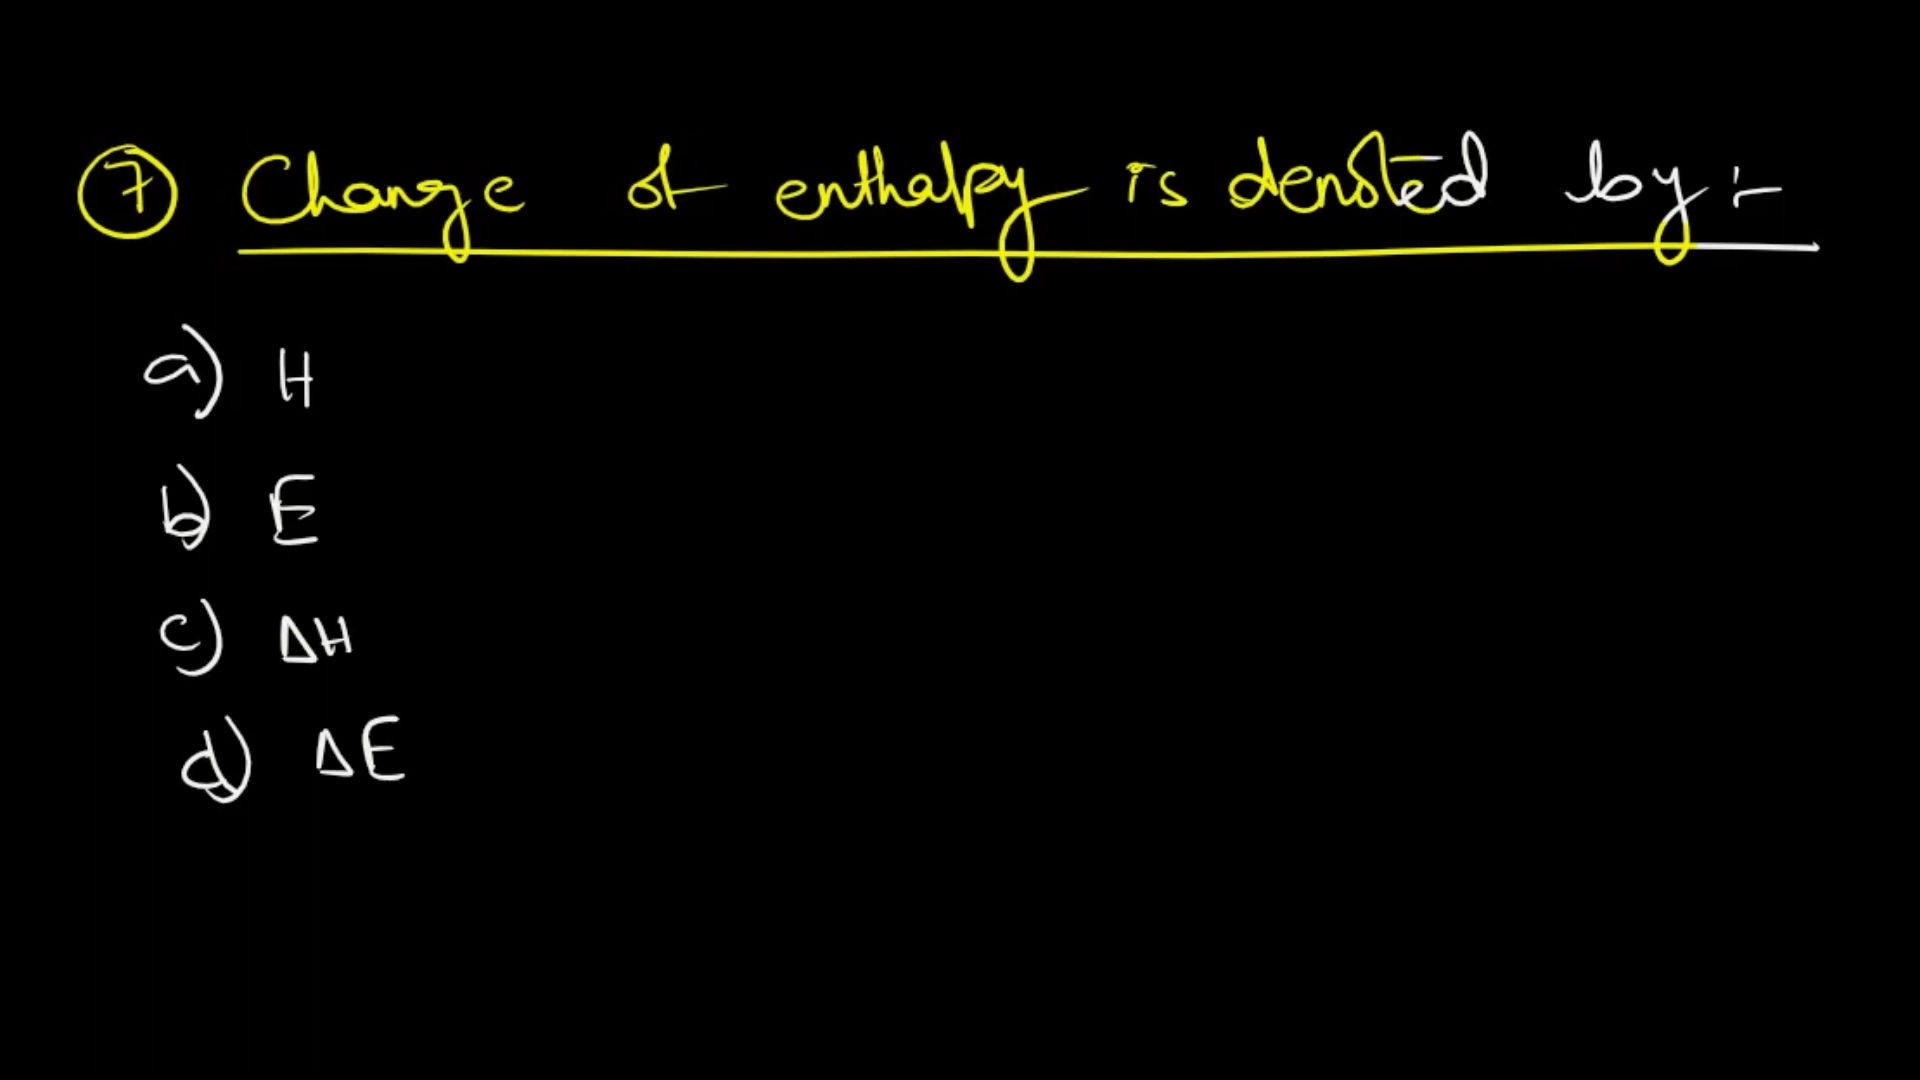 7 Change of enthalpy is denoted by:-
a) H
b) E
c) ΔH
d) ΔE